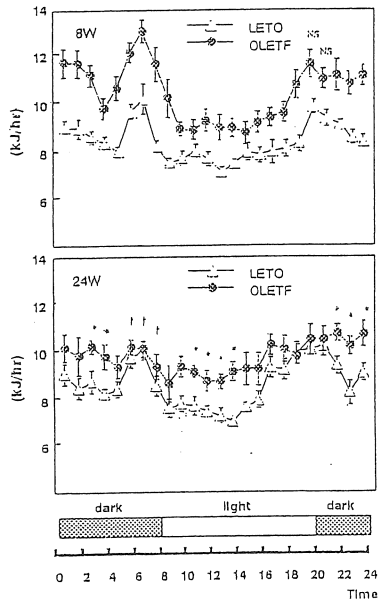 14
8W
LETO
OLETF
NS
NS
12
10
(kJ/hr)
8
6
14
24W
LETO
OLETF
12
10
(kJ/hr)
8
6
dark
light
dark
0 2 4 6 8 10 12 14 16 18 20 22 24
Time